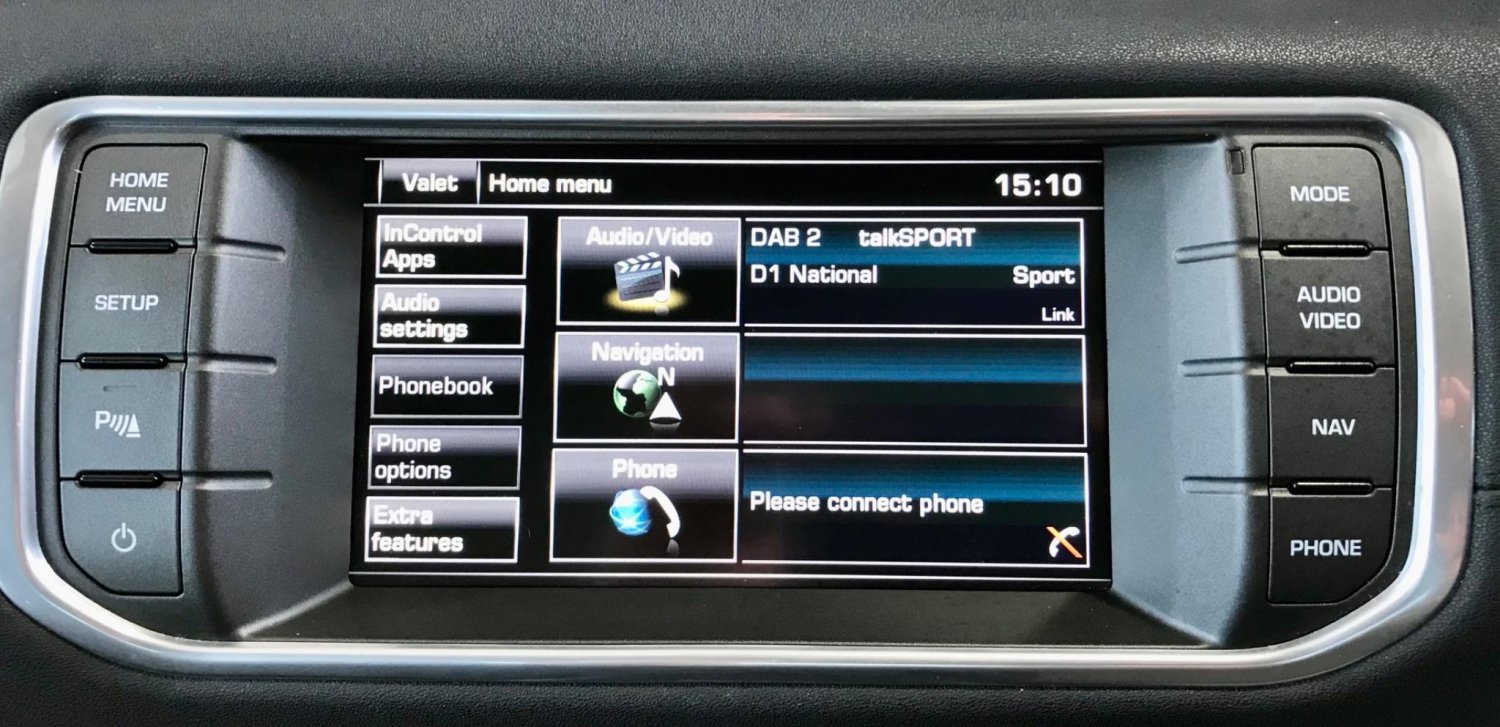 HOME
MENU
SETUP
P
Valet
Home menu
15:10
InControl
Apps
Audio
settings
Phonebook
Phone
options
Extra
features
Audio/Video
Navigation
N
Phone
DAB 2 talkSPORT
D1 National Sport
Link
Please connect phone
MODE
AUDIO
VIDEO
NAV
PHONE